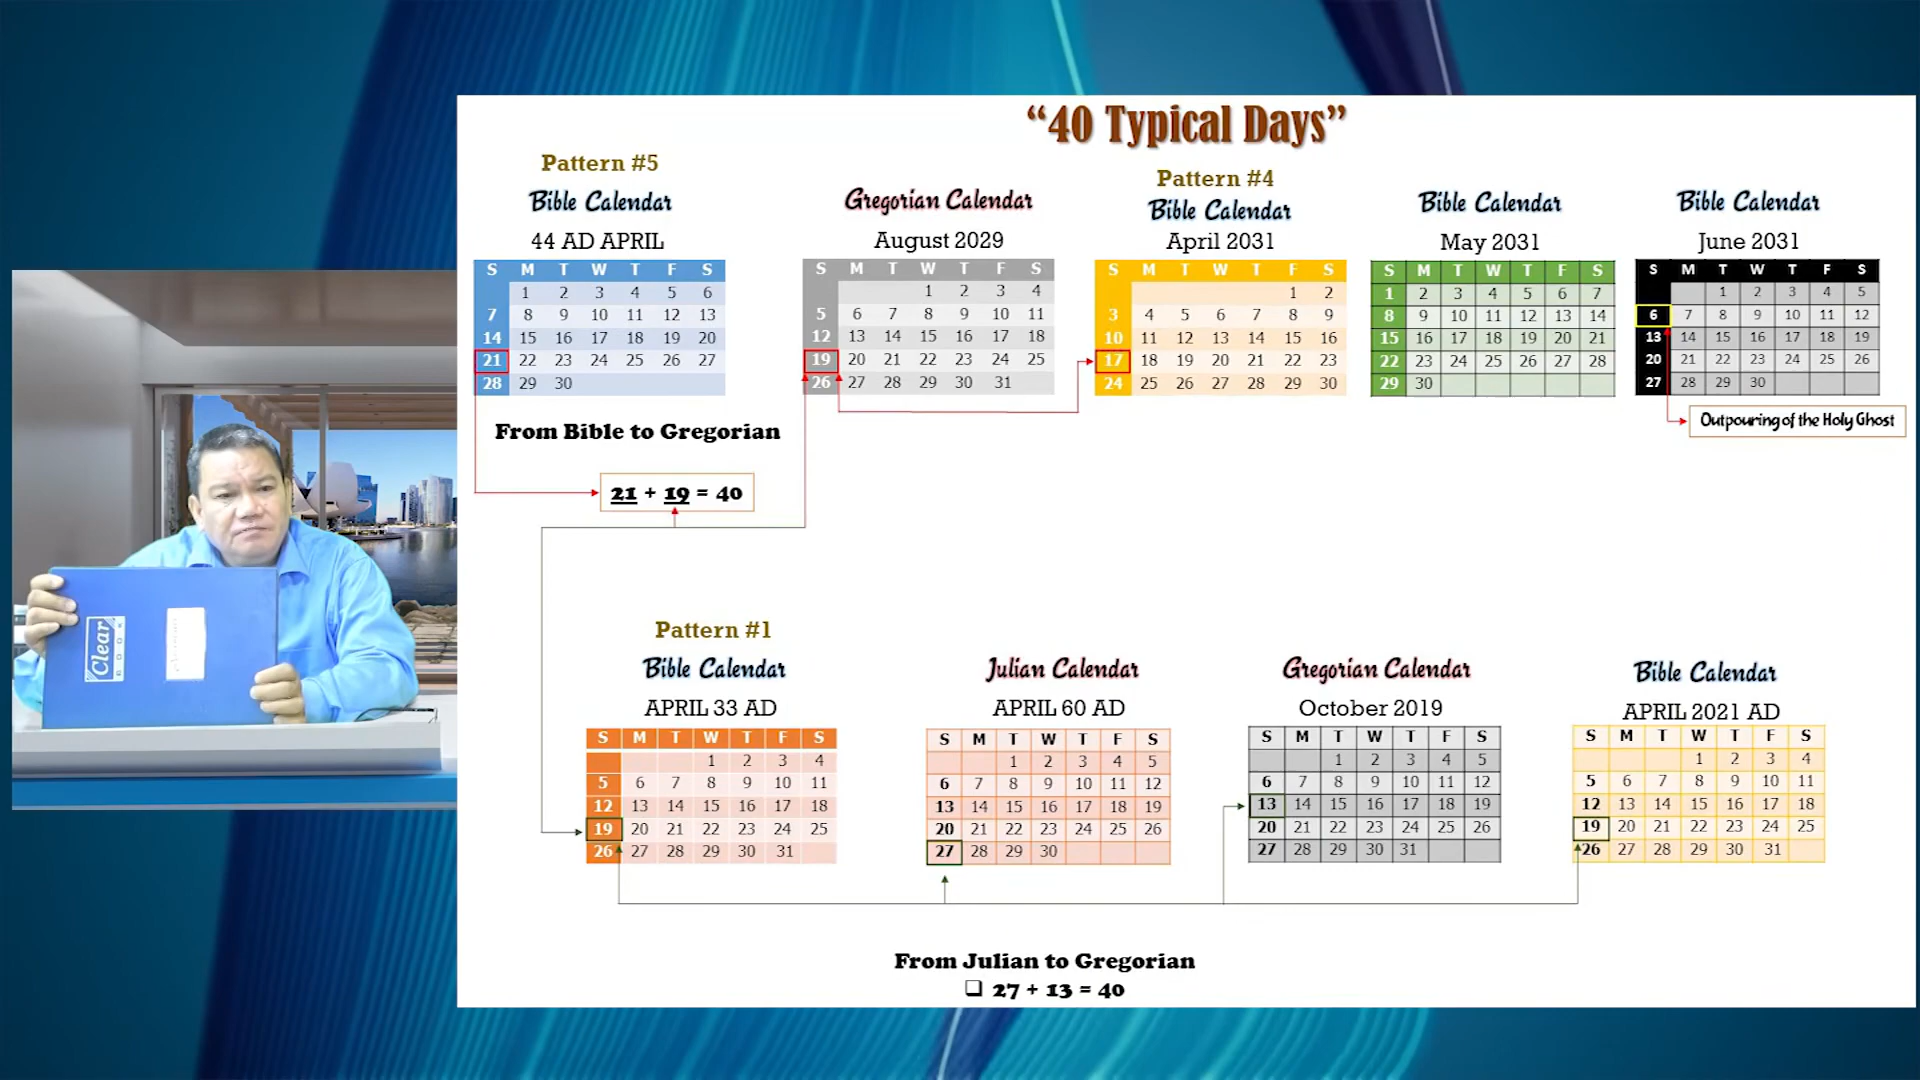 “40 Typical Days”
Pattern #5
Bible Calendar
44 AD APRIL
S M T W T F S
1 2 3 4 5 6
7 8 9 10 11 12 13
14 15 16 17 18 19 20
21 22 23 24 25 26 27
28 29 30
Gregorian Calendar
August 2029
S M T W T F S
1 2 3 4
5 6 7 8 9 10 11
12 13 14 15 16 17 18
19 20 21 22 23 24 25
26 27 28 29 30 31
Pattern #4
Bible Calendar
April 2031
S M T W T F S
1 2
3 4 5 6 7 8 9
10 11 12 13 14 15 16
17 18 19 20 21 22 23
24 25 26 27 28 29 30
Bible Calendar
May 2031
S M T W T F S
1 2 3 4 5 6 7
8 9 10 11 12 13 14
15 16 17 18 19 20 21
22 23 24 25 26 27 28
29 30
Bible Calendar
June 2031
S M T W T F S
1 2 3 4 5
6 7 8 9 10 11 12
13 14 15 16 17 18 19
20 21 22 23 24 25 26
27 28 29 30
Outpouring of the Holy Ghost
From Bible to Gregorian
21 + 19 = 40
Clear
BOOK
Pattern #1
Bible Calendar
APRIL 33 AD
S M T W T F S
1 2 3 4
5 6 7 8 9 10 11
12 13 14 15 16 17 18
19 20 21 22 23 24 25
26 27 28 29 30 31
Julian Calendar
APRIL 60 AD
S M T W T F S
1 2 3 4 5
6 7 8 9 10 11 12
13 14 15 16 17 18 19
20 21 22 23 24 25 26
27 28 29 30
Gregorian Calendar
October 2019
S M T W T F S
1 2 3 4 5
6 7 8 9 10 11 12
13 14 15 16 17 18 19
20 21 22 23 24 25 26
27 28 29 30 31
Bible Calendar
APRIL 2021 AD
S M T W T F S
1 2 3 4
5 6 7 8 9 10 11
12 13 14 15 16 17 18
19 20 21 22 23 24 25
26 27 28 29 30 31
From Julian to Gregorian
❑ 27 + 13 = 40